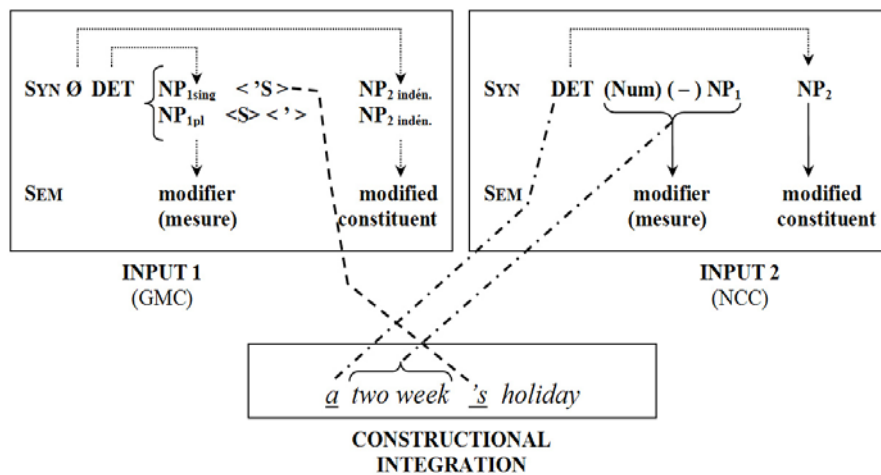 SYN Ø DET NP1sing < 'S > NP2 indén.
NP1pl <S> < ' > NP2 indén.
SEM modifier modified
(mesure) constituent
INPUT 1
(GMC)
SYN DET (Num) ( – ) NP1 NP2
SEM modifier modified
(mesure) constituent
INPUT 2
(NCC)
a two week 's holiday
CONSTRUCTIONAL
INTEGRATION